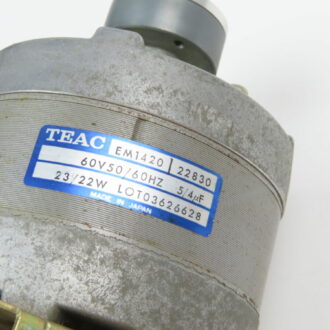 TEAC EM1420 22830
60V50/60HZ 5/4μF
23/22W LOT03626628
MADE IN JAPAN